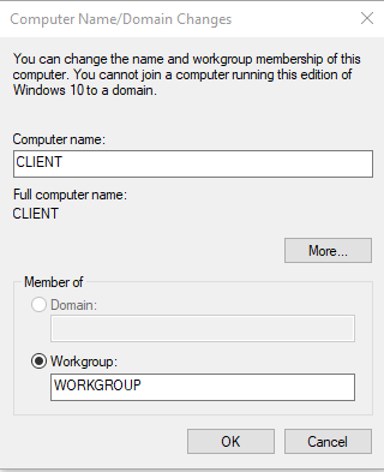 Computer Name/Domain Changes
You can change the name and workgroup membership of this
computer. You cannot join a computer running this edition of
Windows 10 to a domain.
Computer name:
CLIENT
Full computer name:
CLIENT
More...
Member of
Domain:
Workgroup:
WORKGROUP
OK Cancel